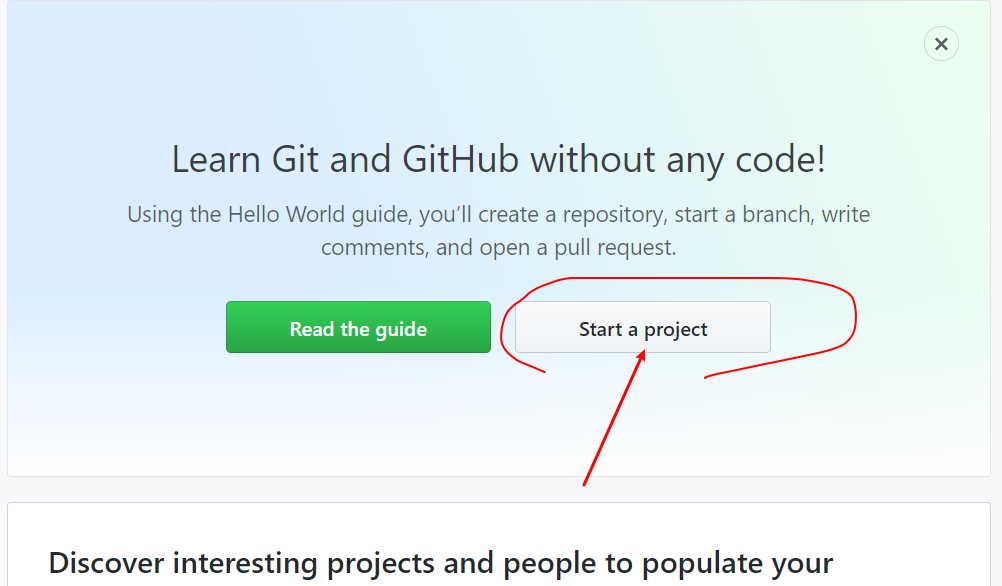 Learn Git and GitHub without any code!
Using the Hello World guide, you’ll create a repository, start a branch, write
comments, and open a pull request.
Read the guide
Start a project
Discover interesting projects and people to populate your